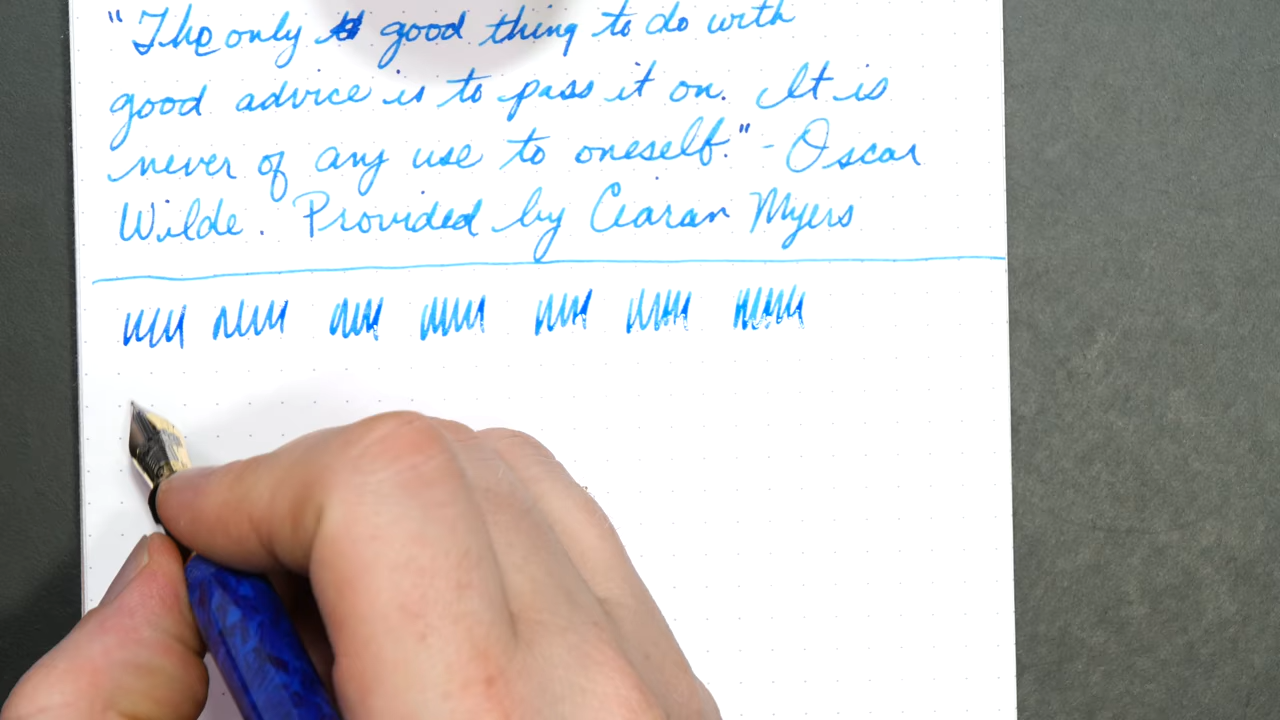 "The only good thing to do with
good advice is to pass it on. It is
never of any use to oneself." - Oscar
Wilde. Provided by Ciaran Myers